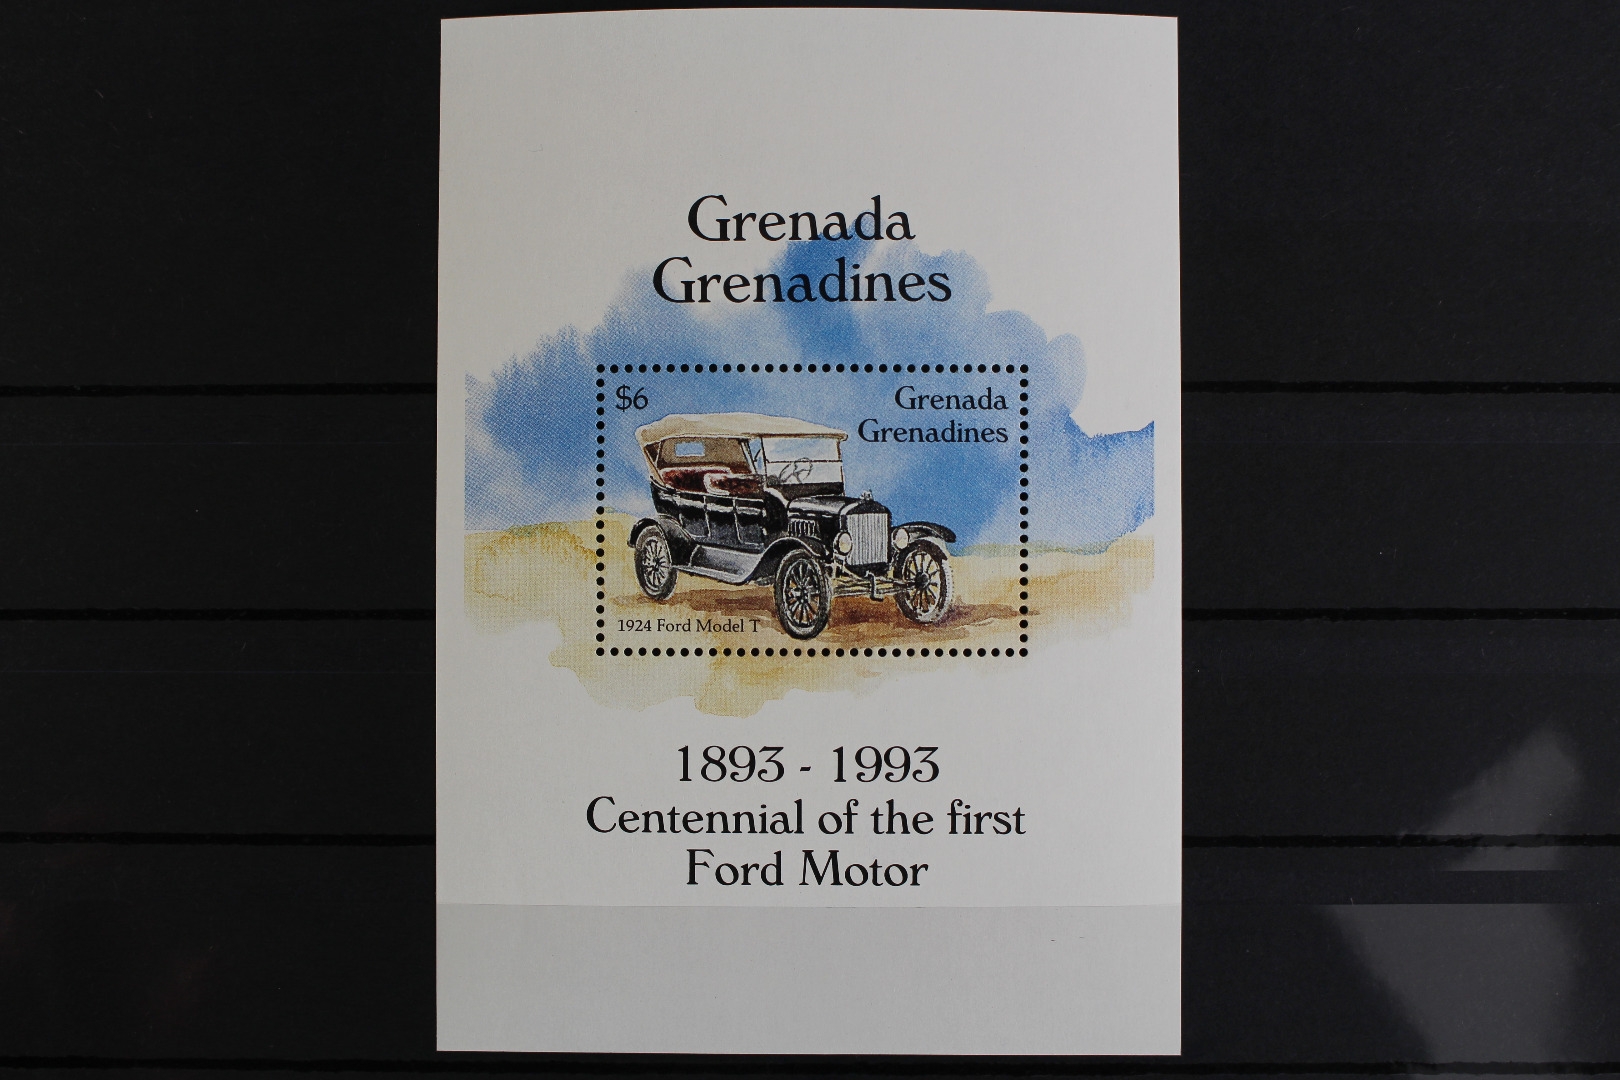 Grenada
Grenadines
$6
Grenada
Grenadines
1924 Ford Model T
1893 - 1993
Centennial of the first
Ford Motor